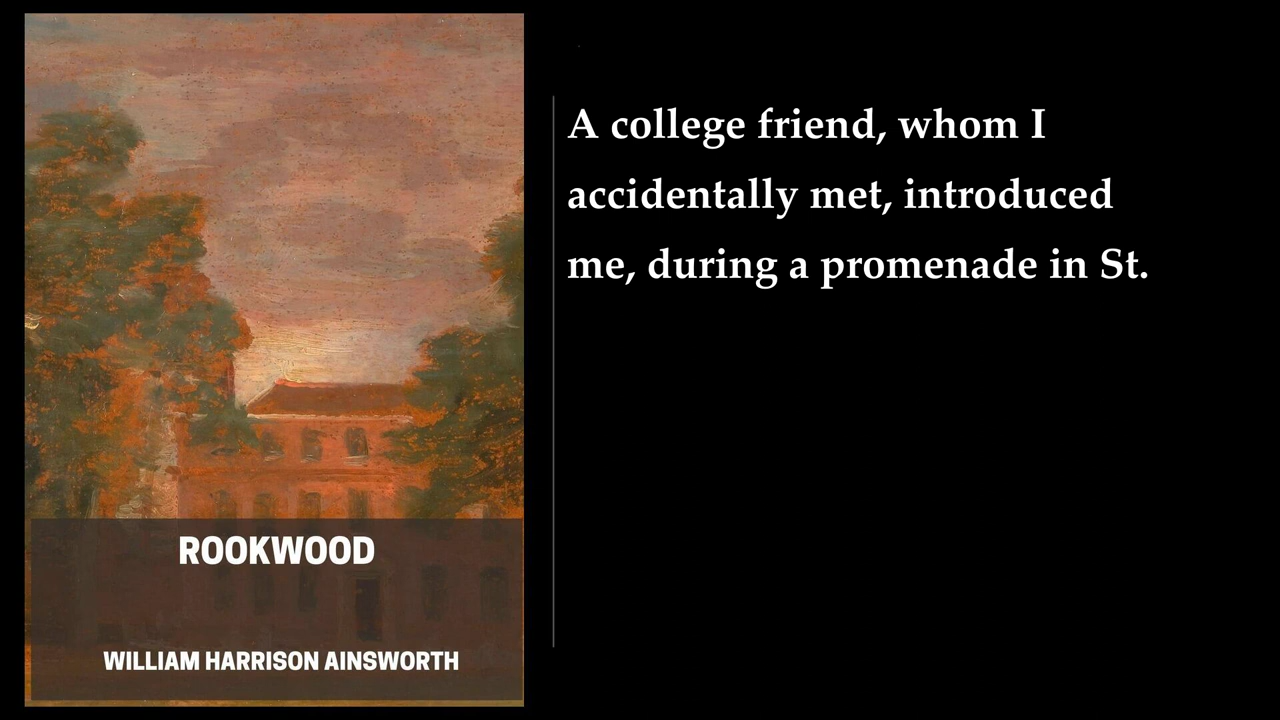 ROOKWOOD
WILLIAM HARRISON AINSWORTH
A college friend, whom I
accidentally met, introduced
me, during a promenade in St.